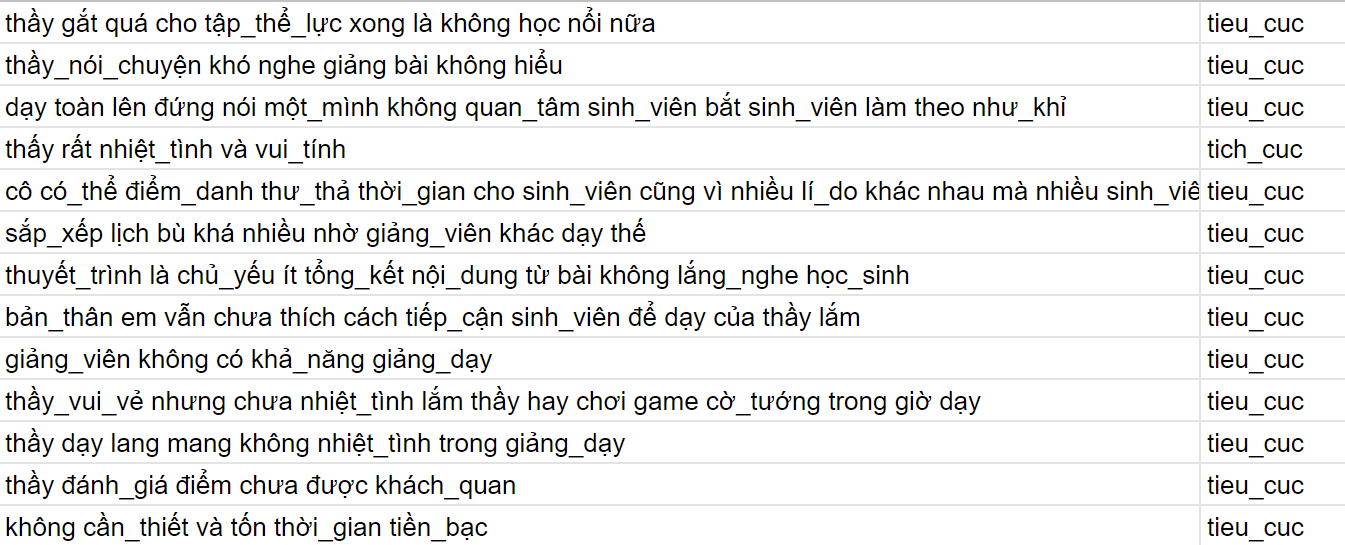 thầy gắt quá cho tập_thể_lực xong là không học nổi nữa tieu_cuc
thầy_nói_chuyện khó nghe giảng bài không hiểu tieu_cuc
dạy toàn lên đứng nói một_mình không quan_tâm sinh_viên bắt sinh_viên làm theo như_khỉ tieu_cuc
thấy rất nhiệt_tình và vui_tính tich_cuc
cô có_thể điểm_danh thư_thả thời_gian cho sinh_viên cũng vì nhiều lí_do khác nhau mà nhiều sinh_viê tieu_cuc
sắp_xếp lịch bù khá nhiều nhờ giảng_viên khác dạy thế tieu_cuc
thuyết_trình là chủ_yếu ít tổng_kết nội_dung từ bài không lắng_nghe học_sinh tieu_cuc
bản_thân em vẫn chưa thích cách tiếp_cận sinh_viên để dạy của thầy lắm tieu_cuc
giảng_viên không có khả_năng giảng_dạy tieu_cuc
thầy_vui_vẻ nhưng chưa nhiệt_tình lắm thầy hay chơi game cờ_tướng trong giờ dạy tieu_cuc
thầy dạy lang mang không nhiệt_tình trong giảng_dạy tieu_cuc
thầy đánh_giá điểm chưa được khách_quan tieu_cuc
không cần_thiết và tốn thời_gian tiền_bạc tieu_cuc